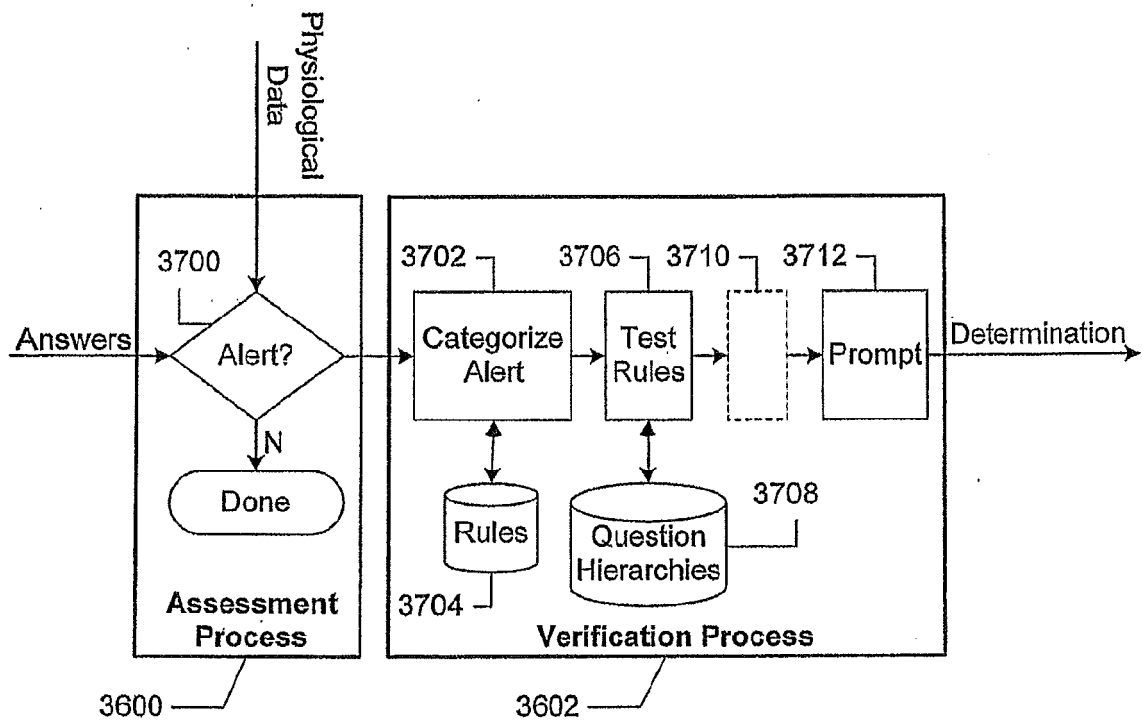 Physiological
Data
3700
3702
3706
3710
3712
Answers
Alert?
Categorize
Alert
Test
Rules
Prompt
Determination
N
Done
Rules
Question
Hierarchies
3708
3704
Assessment
Process
Verification Process
3600
3602